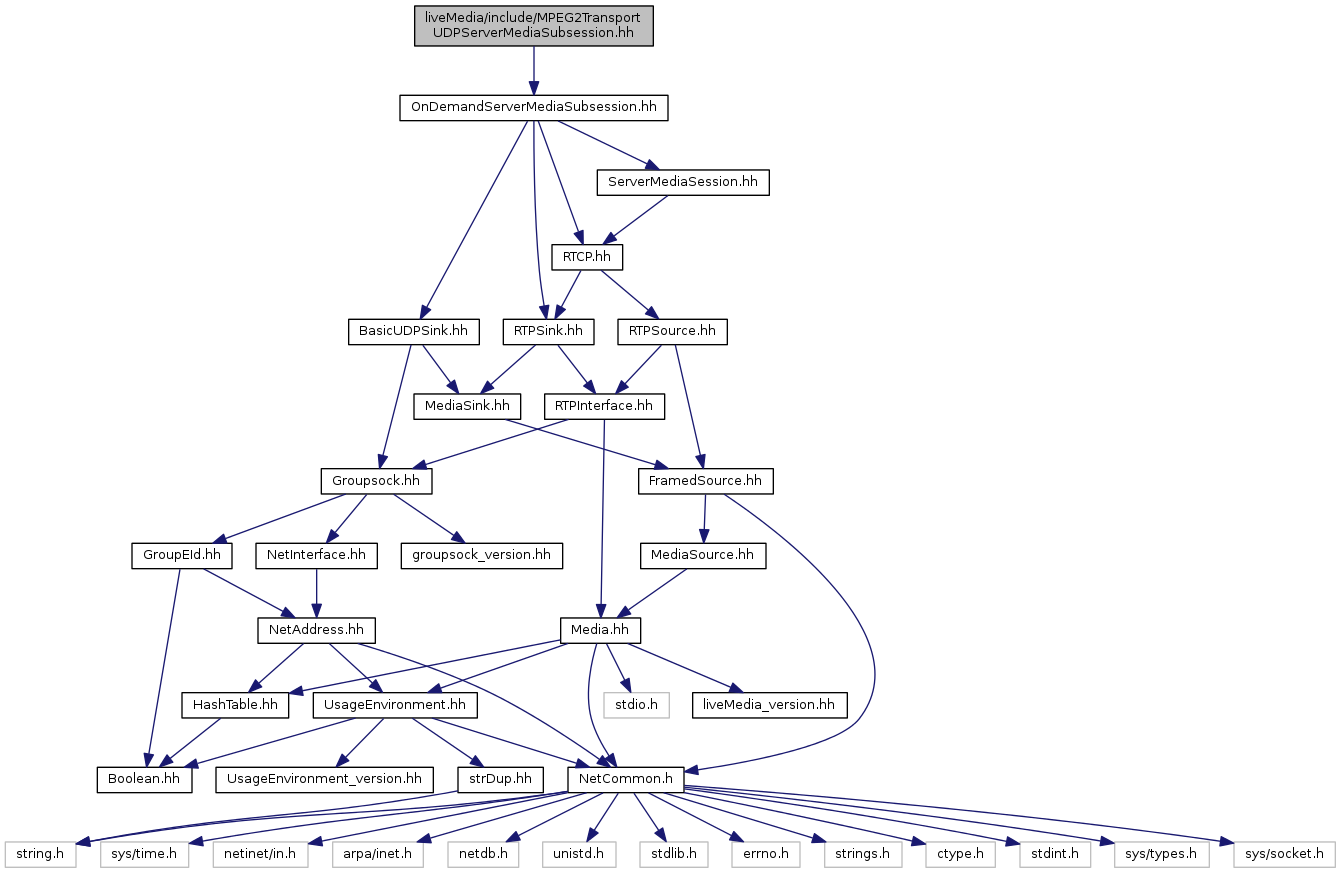 liveMedia/include/MPEG2Transport
UDPServerMediaSubsession.hh
OnDemandServerMediaSubsession.hh
ServerMediaSession.hh
RTCP.hh
BasicUDPSink.hh
RTPSink.hh
RTPSource.hh
MediaSink.hh
RTPInterface.hh
Groupsock.hh
FramedSource.hh
GroupEId.hh
NetInterface.hh
groupsock_version.hh
MediaSource.hh
NetAddress.hh
Media.hh
HashTable.hh
UsageEnvironment.hh
stdio.h
liveMedia_version.hh
Boolean.hh
UsageEnvironment_version.hh
strDup.hh
NetCommon.h
string.h
sys/time.h
netinet/in.h
arpa/inet.h
netdb.h
unistd.h
stdlib.h
errno.h
strings.h
ctype.h
stdint.h
sys/types.h
sys/socket.h